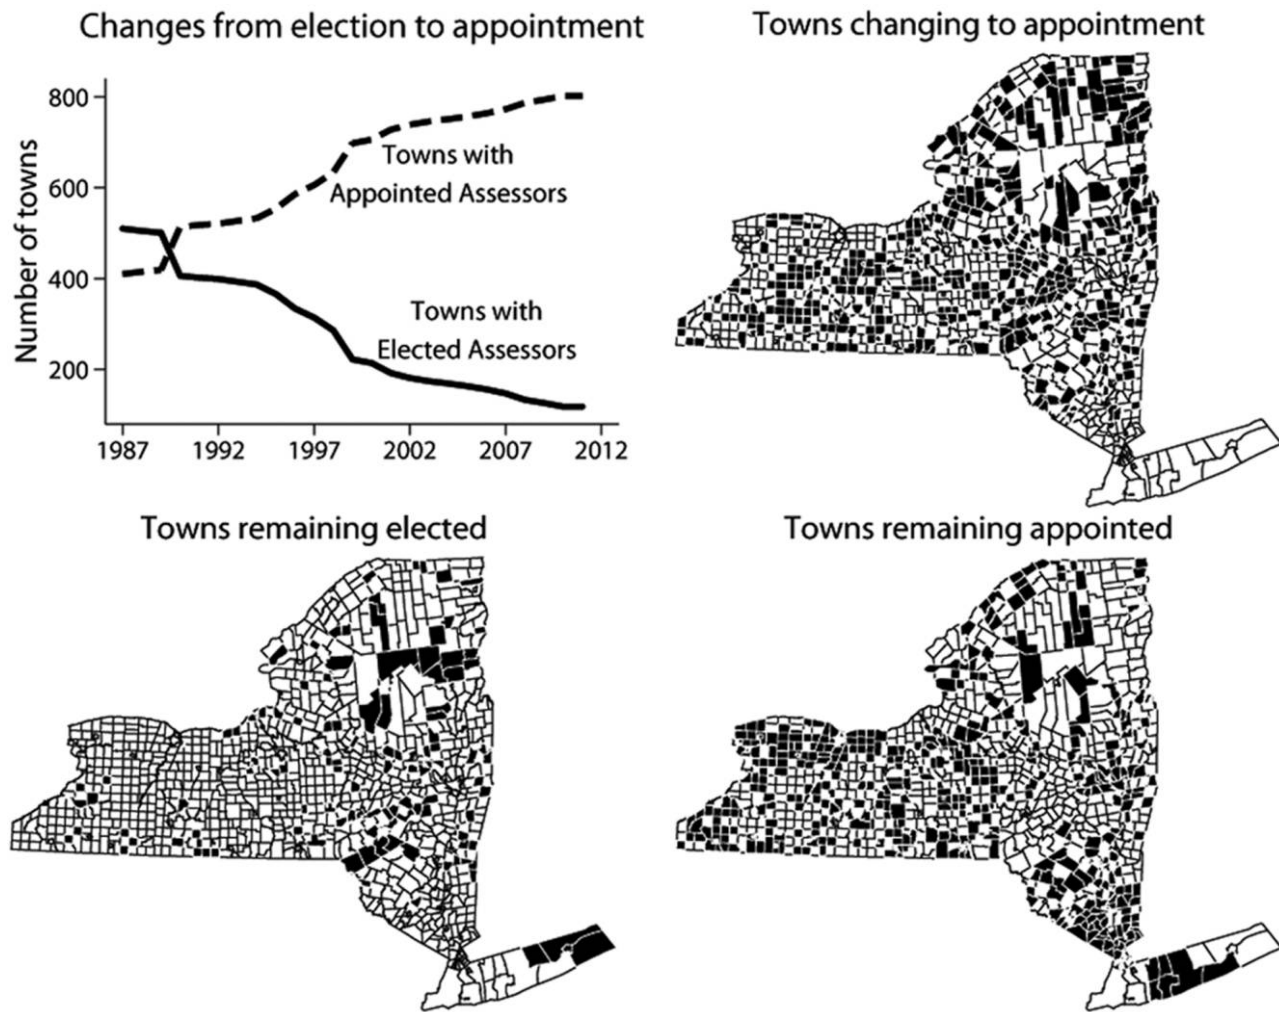 Changes from election to appointment
Number of towns
800
600
400
200
Towns with
Appointed Assessors
Towns with
Elected Assessors
1987
1992
1997
2002
2007
2012
Towns changing to appointment
Towns remaining elected
Towns remaining appointed